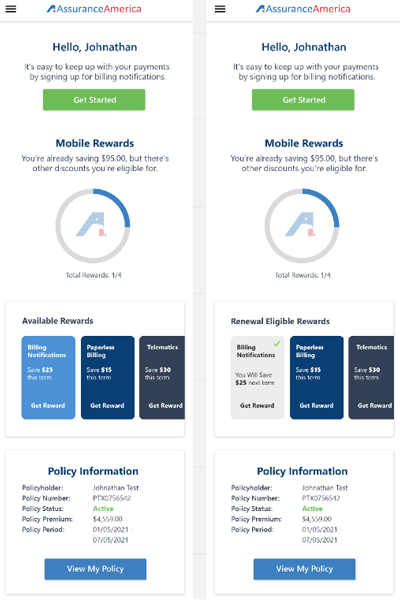 AssuranceAmerica
Hello, Johnathan
It's easy to keep up with your payments
by signing up for billing notifications.
Get Started
Mobile Rewards
You're already saving $95.00, but there's
other discounts you're eligible for.
Total Rewards: 1/4
Available Rewards
Billing
Notifications
Save $25
this term
Get Reward
Paperless
Billing
Save $15
this term
Get Reward
Telematics
Save $30
this term
Get Reward
Policy Information
Policyholder: Johnathan Test
Policy Number: PTX0756542
Policy Status: Active
Policy Premium: $4,559.00
Policy Period: 01/05/2021 -
07/05/2021
View My Policy
AssuranceAmerica
Hello, Johnathan
It's easy to keep up with your payments
by signing up for billing notifications.
Get Started
Mobile Rewards
You're already saving $95.00, but there's
other discounts you're eligible for.
Total Rewards: 1/4
Renewal Eligible Rewards
Billing
Notifications
You Will Save
$25 next term
Get Reward
Paperless
Billing
Save $15
this term
Get Reward
Telematics
Save $30
this term
Get Reward
Policy Information
Policyholder: Johnathan Test
Policy Number: PTX0756542
Policy Status: Active
Policy Premium: $4,559.00
Policy Period: 01/05/2021 -
07/05/2021
View My Policy